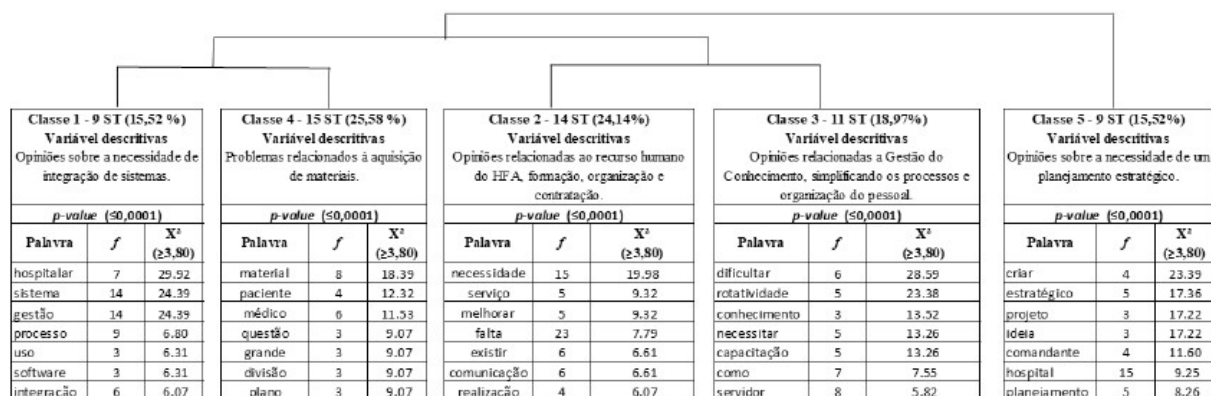 Classe 1 - 9 ST (15,52 %)
Variável descritivas
Opiniões sobre a necessidade de
integração de sistemas.
p-value (≤0,0001)
Palavra f X² (≥3,80)
hospitalar 7 29.92
sistema 14 24.39
gestão 14 24.39
processo 9 6.80
uso 3 6.31
software 3 6.31
integração 6 6.07
Classe 4 - 15 ST (25,58 %)
Variável descritivas
Problemas relacionados à aquisição
de materiais.
p-value (≤0,0001)
Palavra f X² (≥3,80)
material 8 18.39
paciente 4 12.32
médico 6 11.53
questão 3 9.07
grande 3 9.07
divisão 3 9.07
plano 3 9.07
Classe 2 - 14 ST (24,14%)
Variável descritivas
Opiniões relacionadas ao recurso humano
do HFA, formação, organização e
contratação.
p-value (≤0,0001)
Palavra f X² (≥3,80)
necessidade 15 19.98
serviço 5 9.32
melhorar 5 9.32
falta 23 7.79
existir 6 6.61
comunicação 6 6.61
realização 4 6.07
Classe 3 - 11 ST (18,97%)
Variável descritivas
Opiniões relacionadas a Gestão do
Conhecimento, simplificando os processos e
organização do pessoal.
p-value (≤0,0001)
Palavra f X² (≥3,80)
dificultar 6 28.59
rotatividade 5 23.38
conhecimento 3 13.52
necessitar 5 13.26
capacitação 5 13.26
como 7 7.55
servidor 8 5.82
Classe 5 - 9 ST (15,52%)
Variável descritivas
Opiniões sobre a necessidade de um
planejamento estratégico.
p-value (≤0,0001)
Palavra f X² (≥3,80)
criar 4 23.39
estratégico 5 17.36
projeto 3 17.22
ideia 3 17.22
comandante 4 11.60
hospital 15 9.25
planejamento 5 8.26